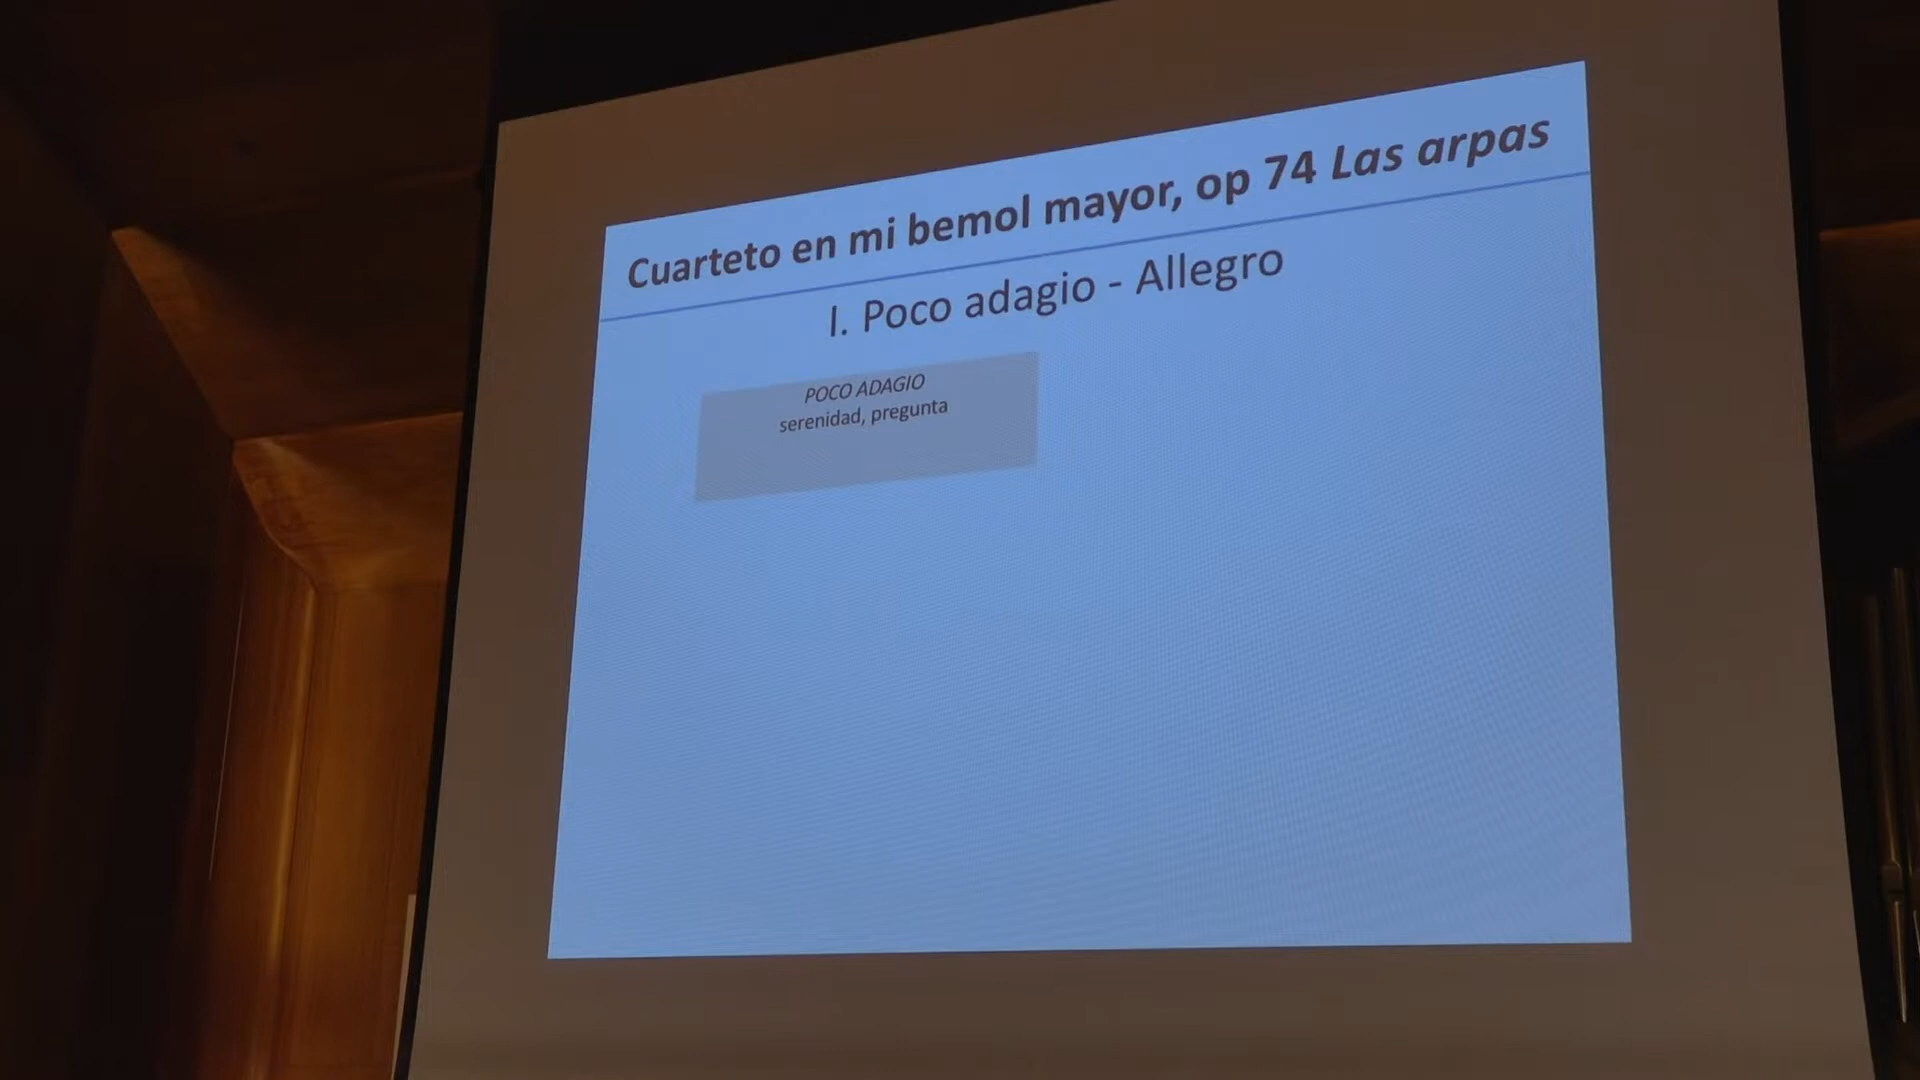 Cuarteto en mi bemol mayor, op 74 Las arpas
I. Poco adagio - Allegro
POCO ADAGIO
serenidad, pregunta